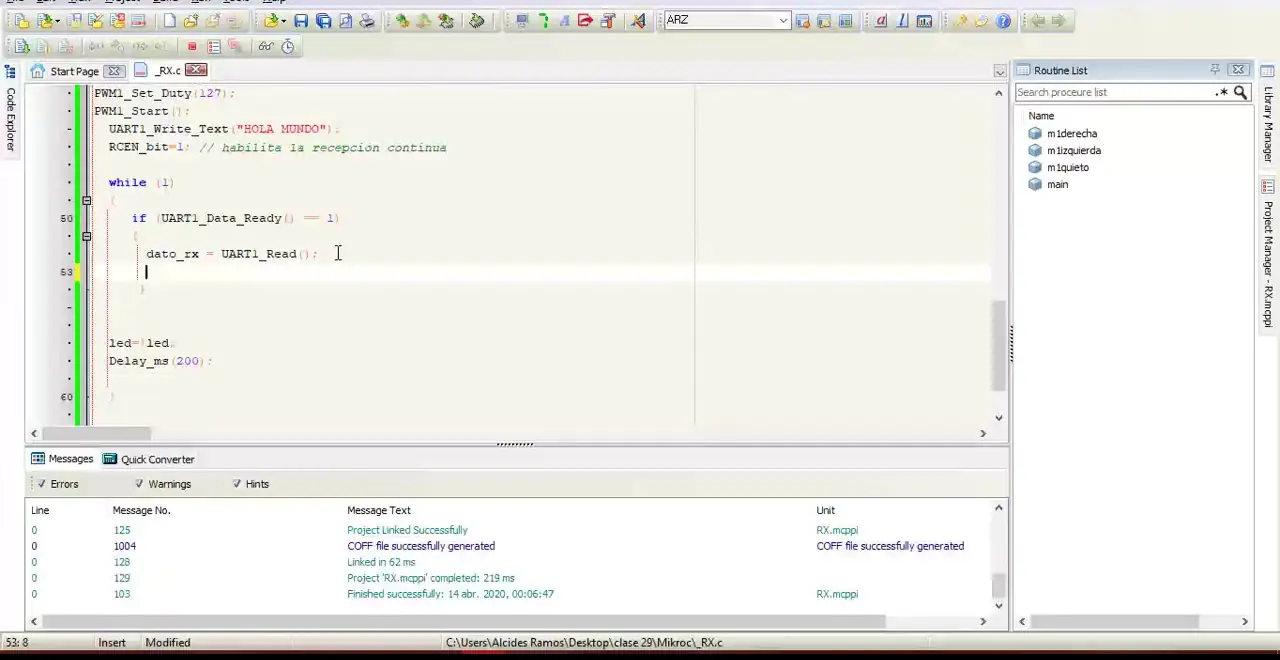 ARZ
Start Page
_RX.c
Code Explorer
PWM1_Set_Duty(127);
PWM1_Start();
UART1_Write_Text("HOLA MUNDO");
RCEN_bit=1; // habilita la recepcion continua
while (1)
{
50 if (UART1_Data_Ready() == 1)
{
dato_rx = UART1_Read();
53
}
led=!led;
Delay_ms(200);
60 }
Routine List
Search proceure list
.*
Name
m1derecha
m1izquierda
m1quieto
main
Library Manager
Project Manager - RX.mcppi
Messages
Quick Converter
Errors Warnings Hints
Line Message No. Message Text Unit
0 125 Project Linked Successfully RX.mcppi
0 1004 COFF file successfully generated COFF file successfully generated
0 128 Linked in 62 ms
0 129 Project 'RX.mcppi' completed: 219 ms
0 103 Finished successfully: 14 abr. 2020, 00:06:47 RX.mcppi
53: 8 Insert Modified C:\Users\Alcides Ramos\Desktop\clase 29\Mikroc\_RX.c